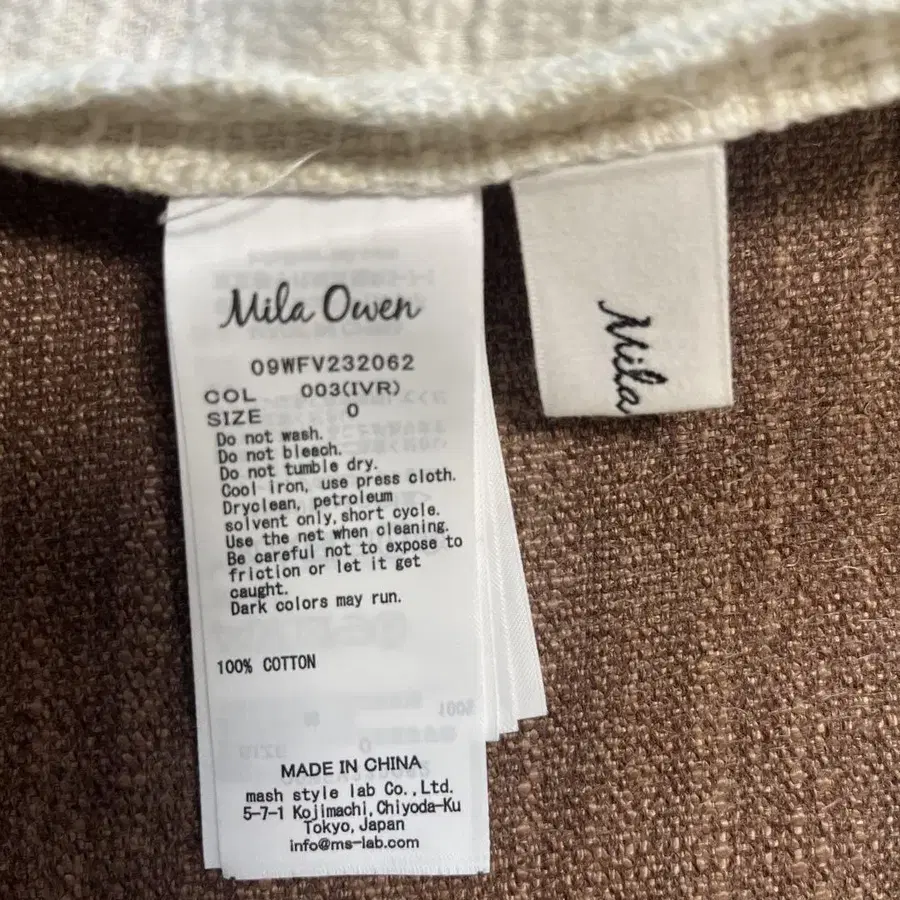 Mila Owen
09WFV232062
COL 003(IVR)
SIZE 0
Do not wash.
Do not bleach.
Do not tumble dry.
Cool iron, use press cloth.
Dryclean, petroleum
solvent only,short cycle.
Use the net when cleaning.
Be careful not to expose to
friction or let it get
caught.
Dark colors may run.
100% COTTON
MADE IN CHINA
mash style lab Co.,Ltd.
5-7-1 Kojimachi,Chiyoda-Ku
Tokyo,Japan
info@ms-lab.com
Mila